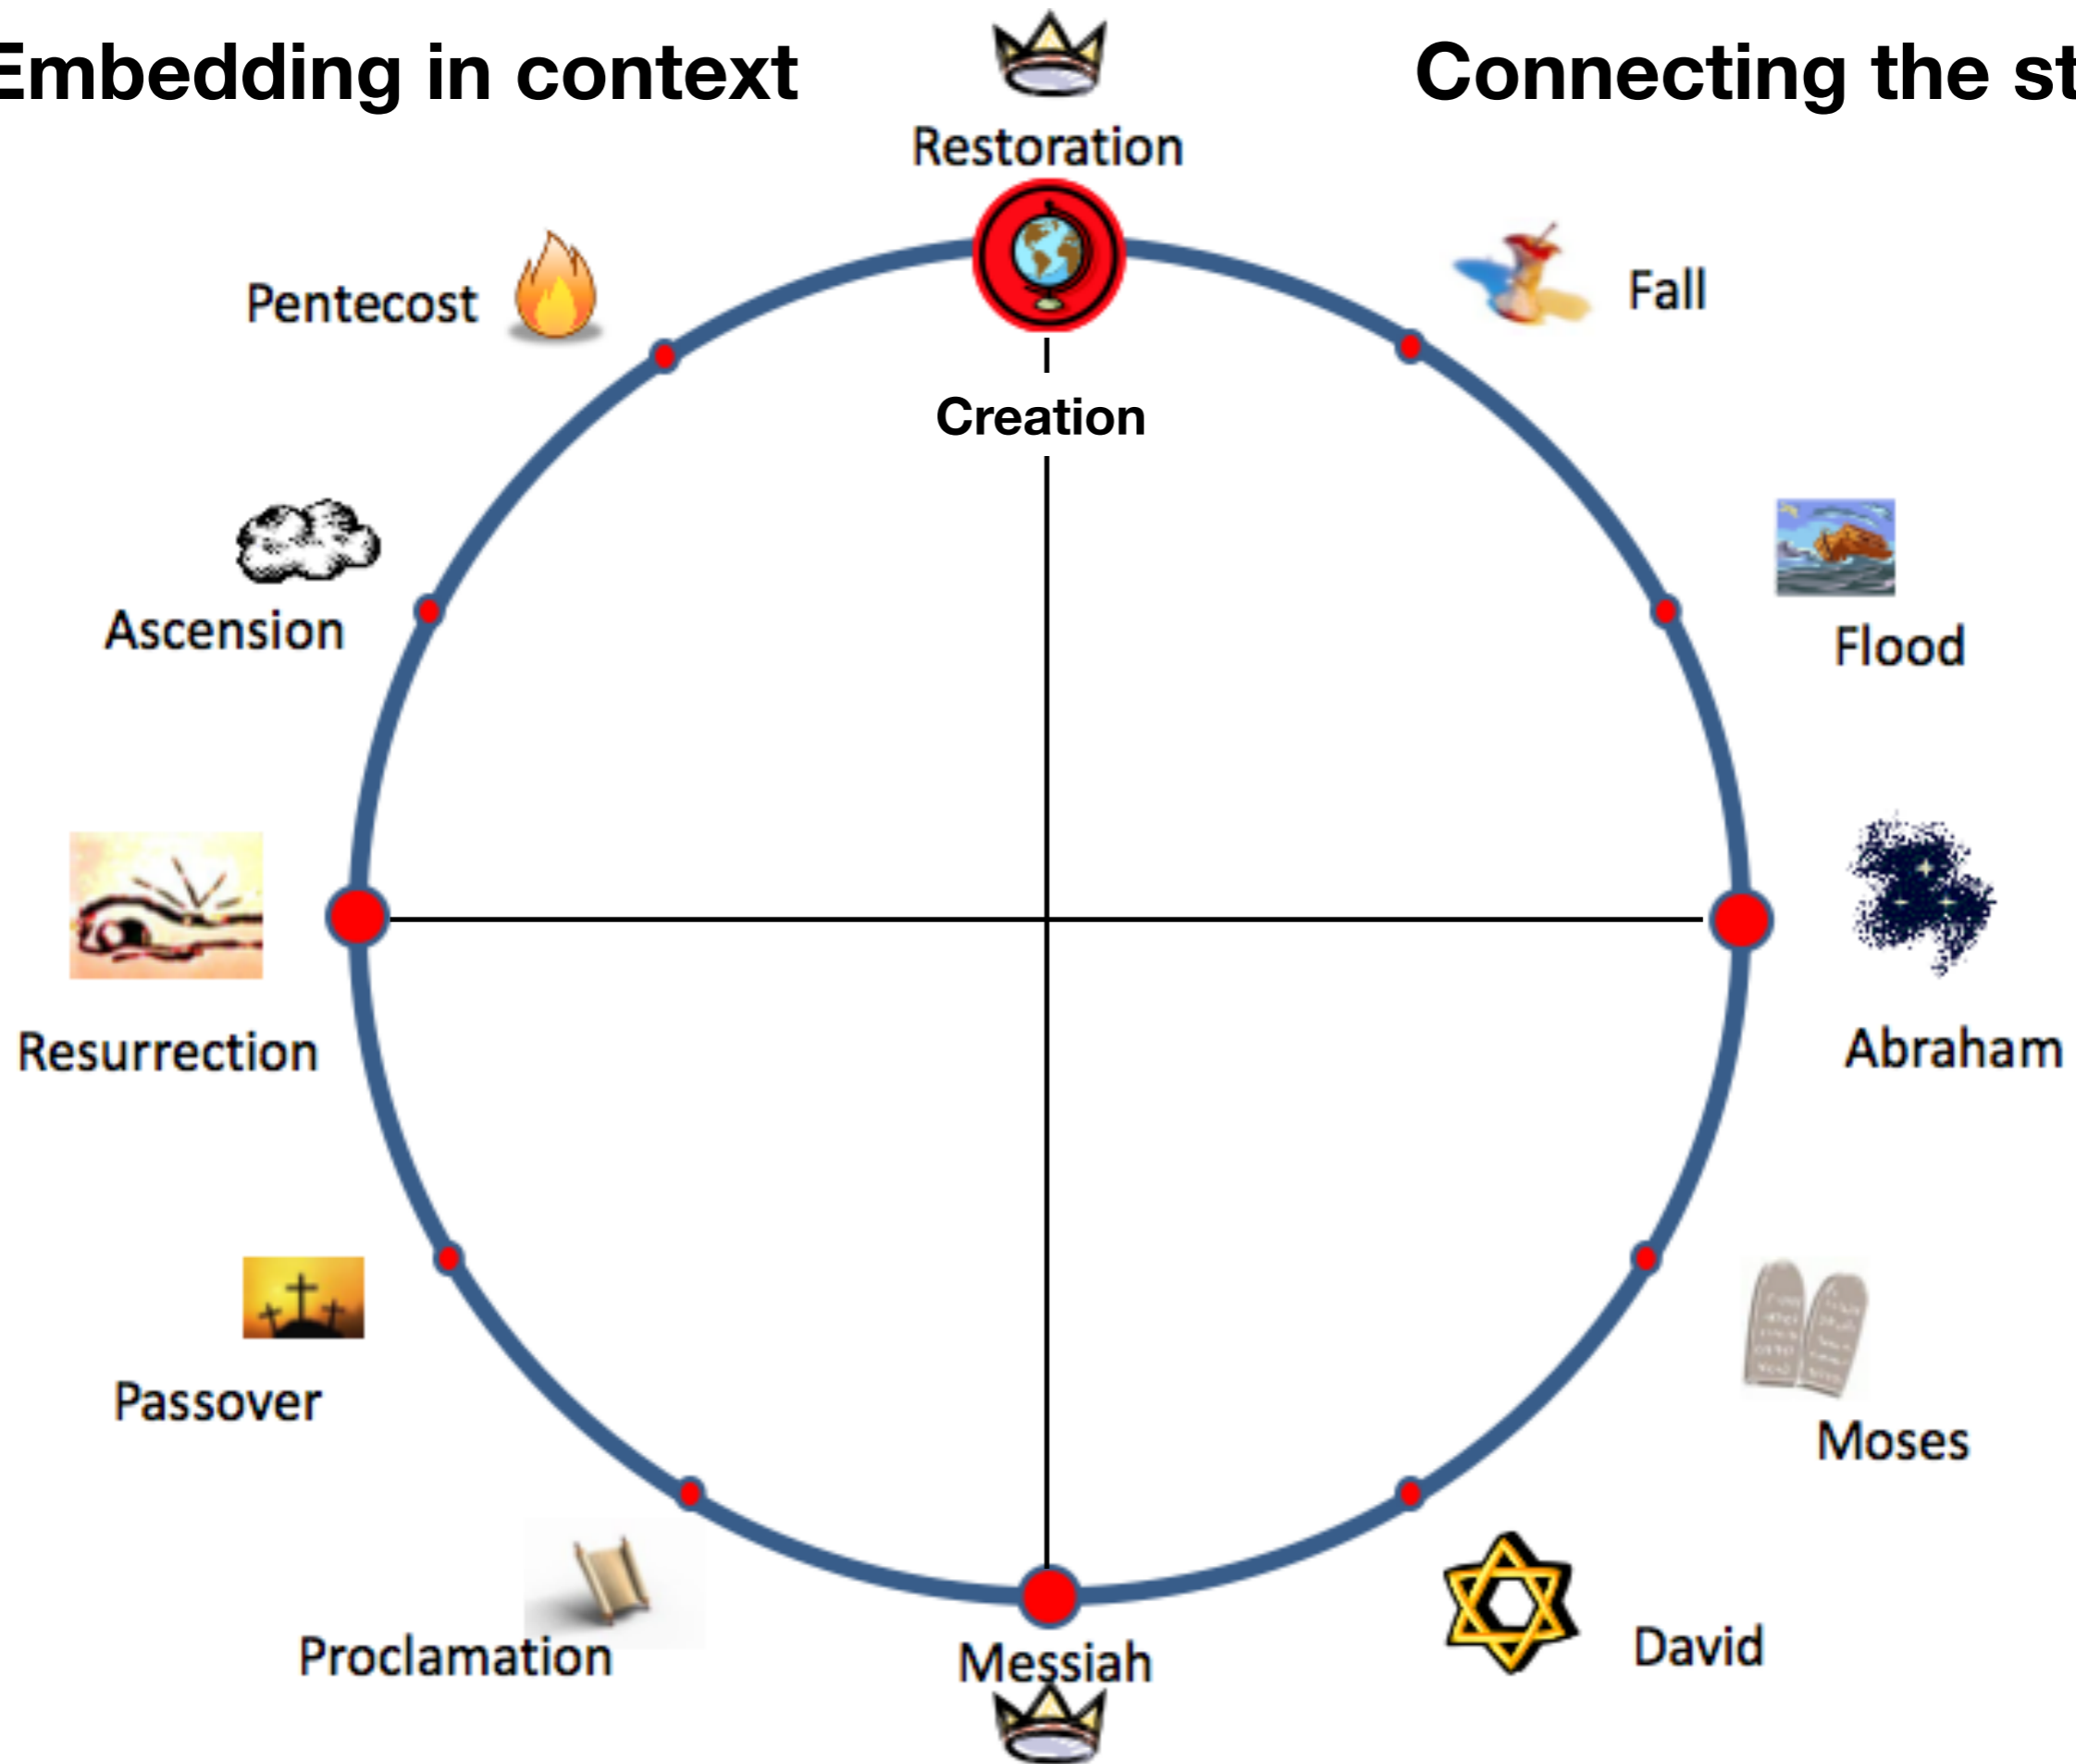 Embedding in context
Connecting the st
Restoration
Pentecost
Fall
Creation
Ascension
Flood
Resurrection
Abraham
Passover
Moses
Proclamation
Messiah
David